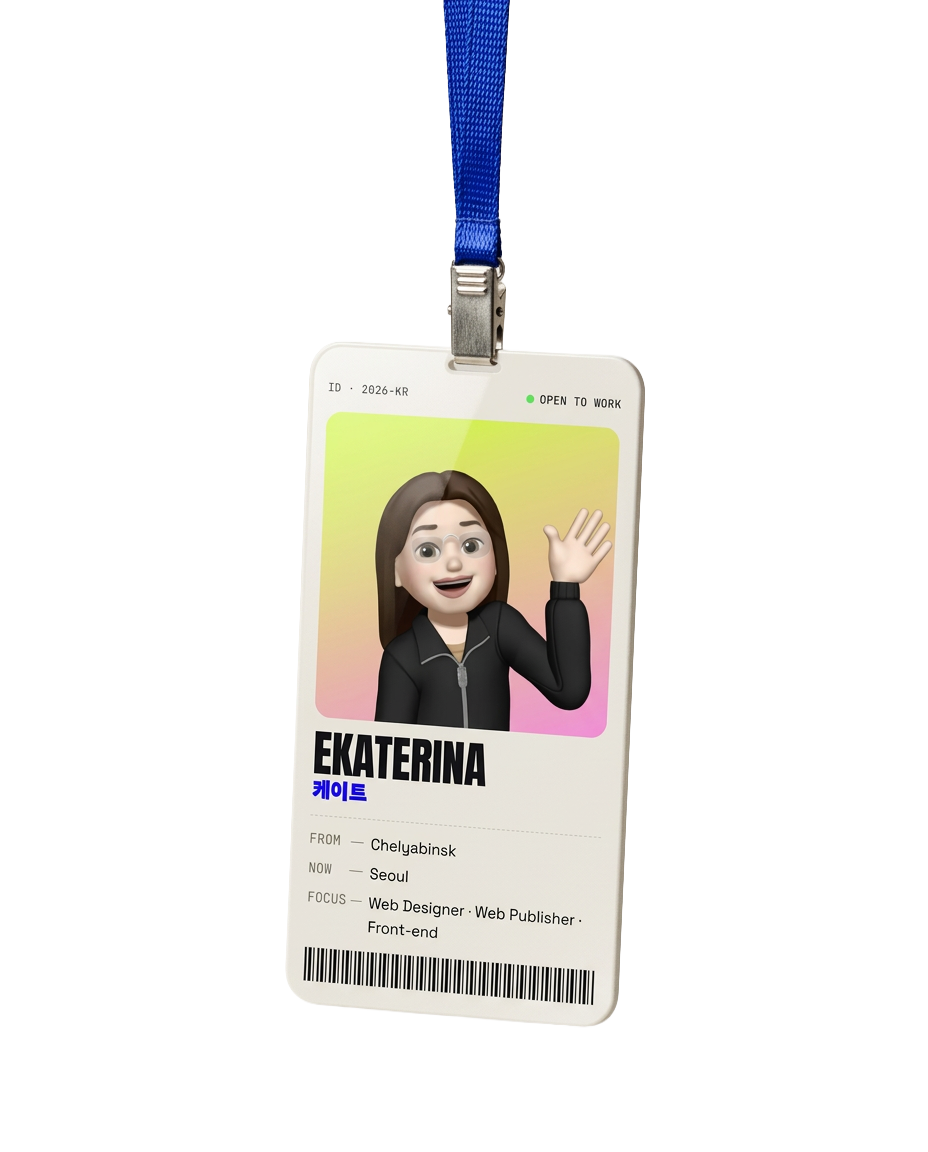 ID · 2026-KR
OPEN TO WORK
EKATERINA
케이트
FROM — Chelyabinsk
NOW — Seoul
FOCUS — Web Designer · Web Publisher ·
Front-end